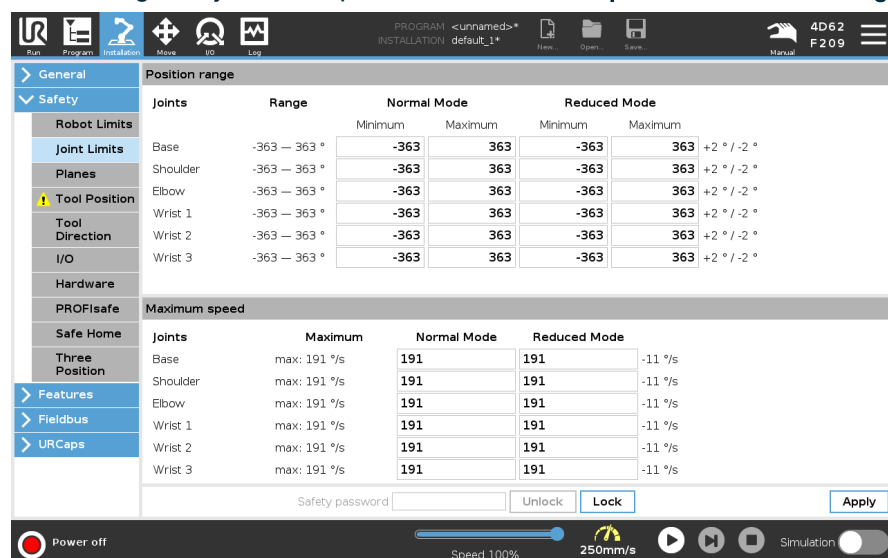 PROGRAM <unnamed>*
INSTALLATION default_1*
Run Program Installation Move I/O Log New... Open... Save... Manual
4D62
F209
General
Safety
Robot Limits
Joint Limits
Planes
Tool Position
Tool
Direction
I/O
Hardware
PROFIsafe
Safe Home
Three
Position
Features
Fieldbus
URCaps
Position range
Joints Range Normal Mode Reduced Mode
Minimum Maximum Minimum Maximum
Base -363 — 363 ° -363 363 -363 363 +2 ° / -2 °
Shoulder -363 — 363 ° -363 363 -363 363 +2 ° / -2 °
Elbow -363 — 363 ° -363 363 -363 363 +2 ° / -2 °
Wrist 1 -363 — 363 ° -363 363 -363 363 +2 ° / -2 °
Wrist 2 -363 — 363 ° -363 363 -363 363 +2 ° / -2 °
Wrist 3 -363 — 363 ° -363 363 -363 363 +2 ° / -2 °
Maximum speed
Joints Maximum Normal Mode Reduced Mode
Base max: 191 °/s 191 191 -11 °/s
Shoulder max: 191 °/s 191 191 -11 °/s
Elbow max: 191 °/s 191 191 -11 °/s
Wrist 1 max: 191 °/s 191 191 -11 °/s
Wrist 2 max: 191 °/s 191 191 -11 °/s
Wrist 3 max: 191 °/s 191 191 -11 °/s
Safety password Unlock Lock Apply
Power off Speed 100% 250mm/s Simulation